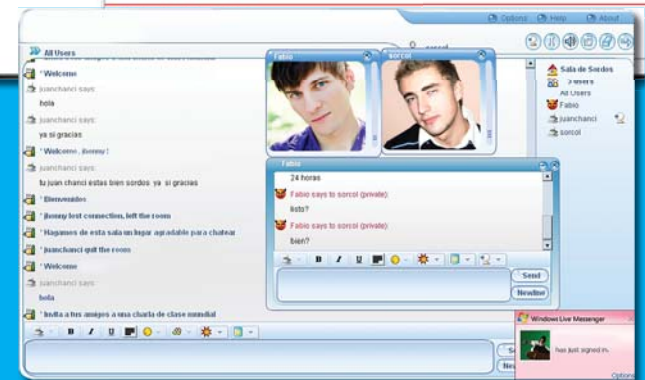 Options Help About
sorcol
All Users
* Welcome
juanchanci says:
hola
juanchanci says:
ya si gracias
* Welcome, jhonny !
juanchanci says:
tu juan chanci estas bien sordos ya si gracias
* Bienvenidos
* jhonny lost connection, left the room
* Hagamos de esta sala un lugar agradable para chatear
* juanchanci quit the room
* Welcome
juanchanci says:
hola
* Invita a tus amigos a una charla de clase mundial
B I U
Fabio
sorcol
Fabio
24 horas
Fabio says to sorcol (private):
listo?
Fabio says to sorcol (private):
bien?
B I U
Send
Newline
Sala de Sordos
users
All Users
Fabio
juanchanci
sorcol
Windows Live Messenger
has just signed in.
Options